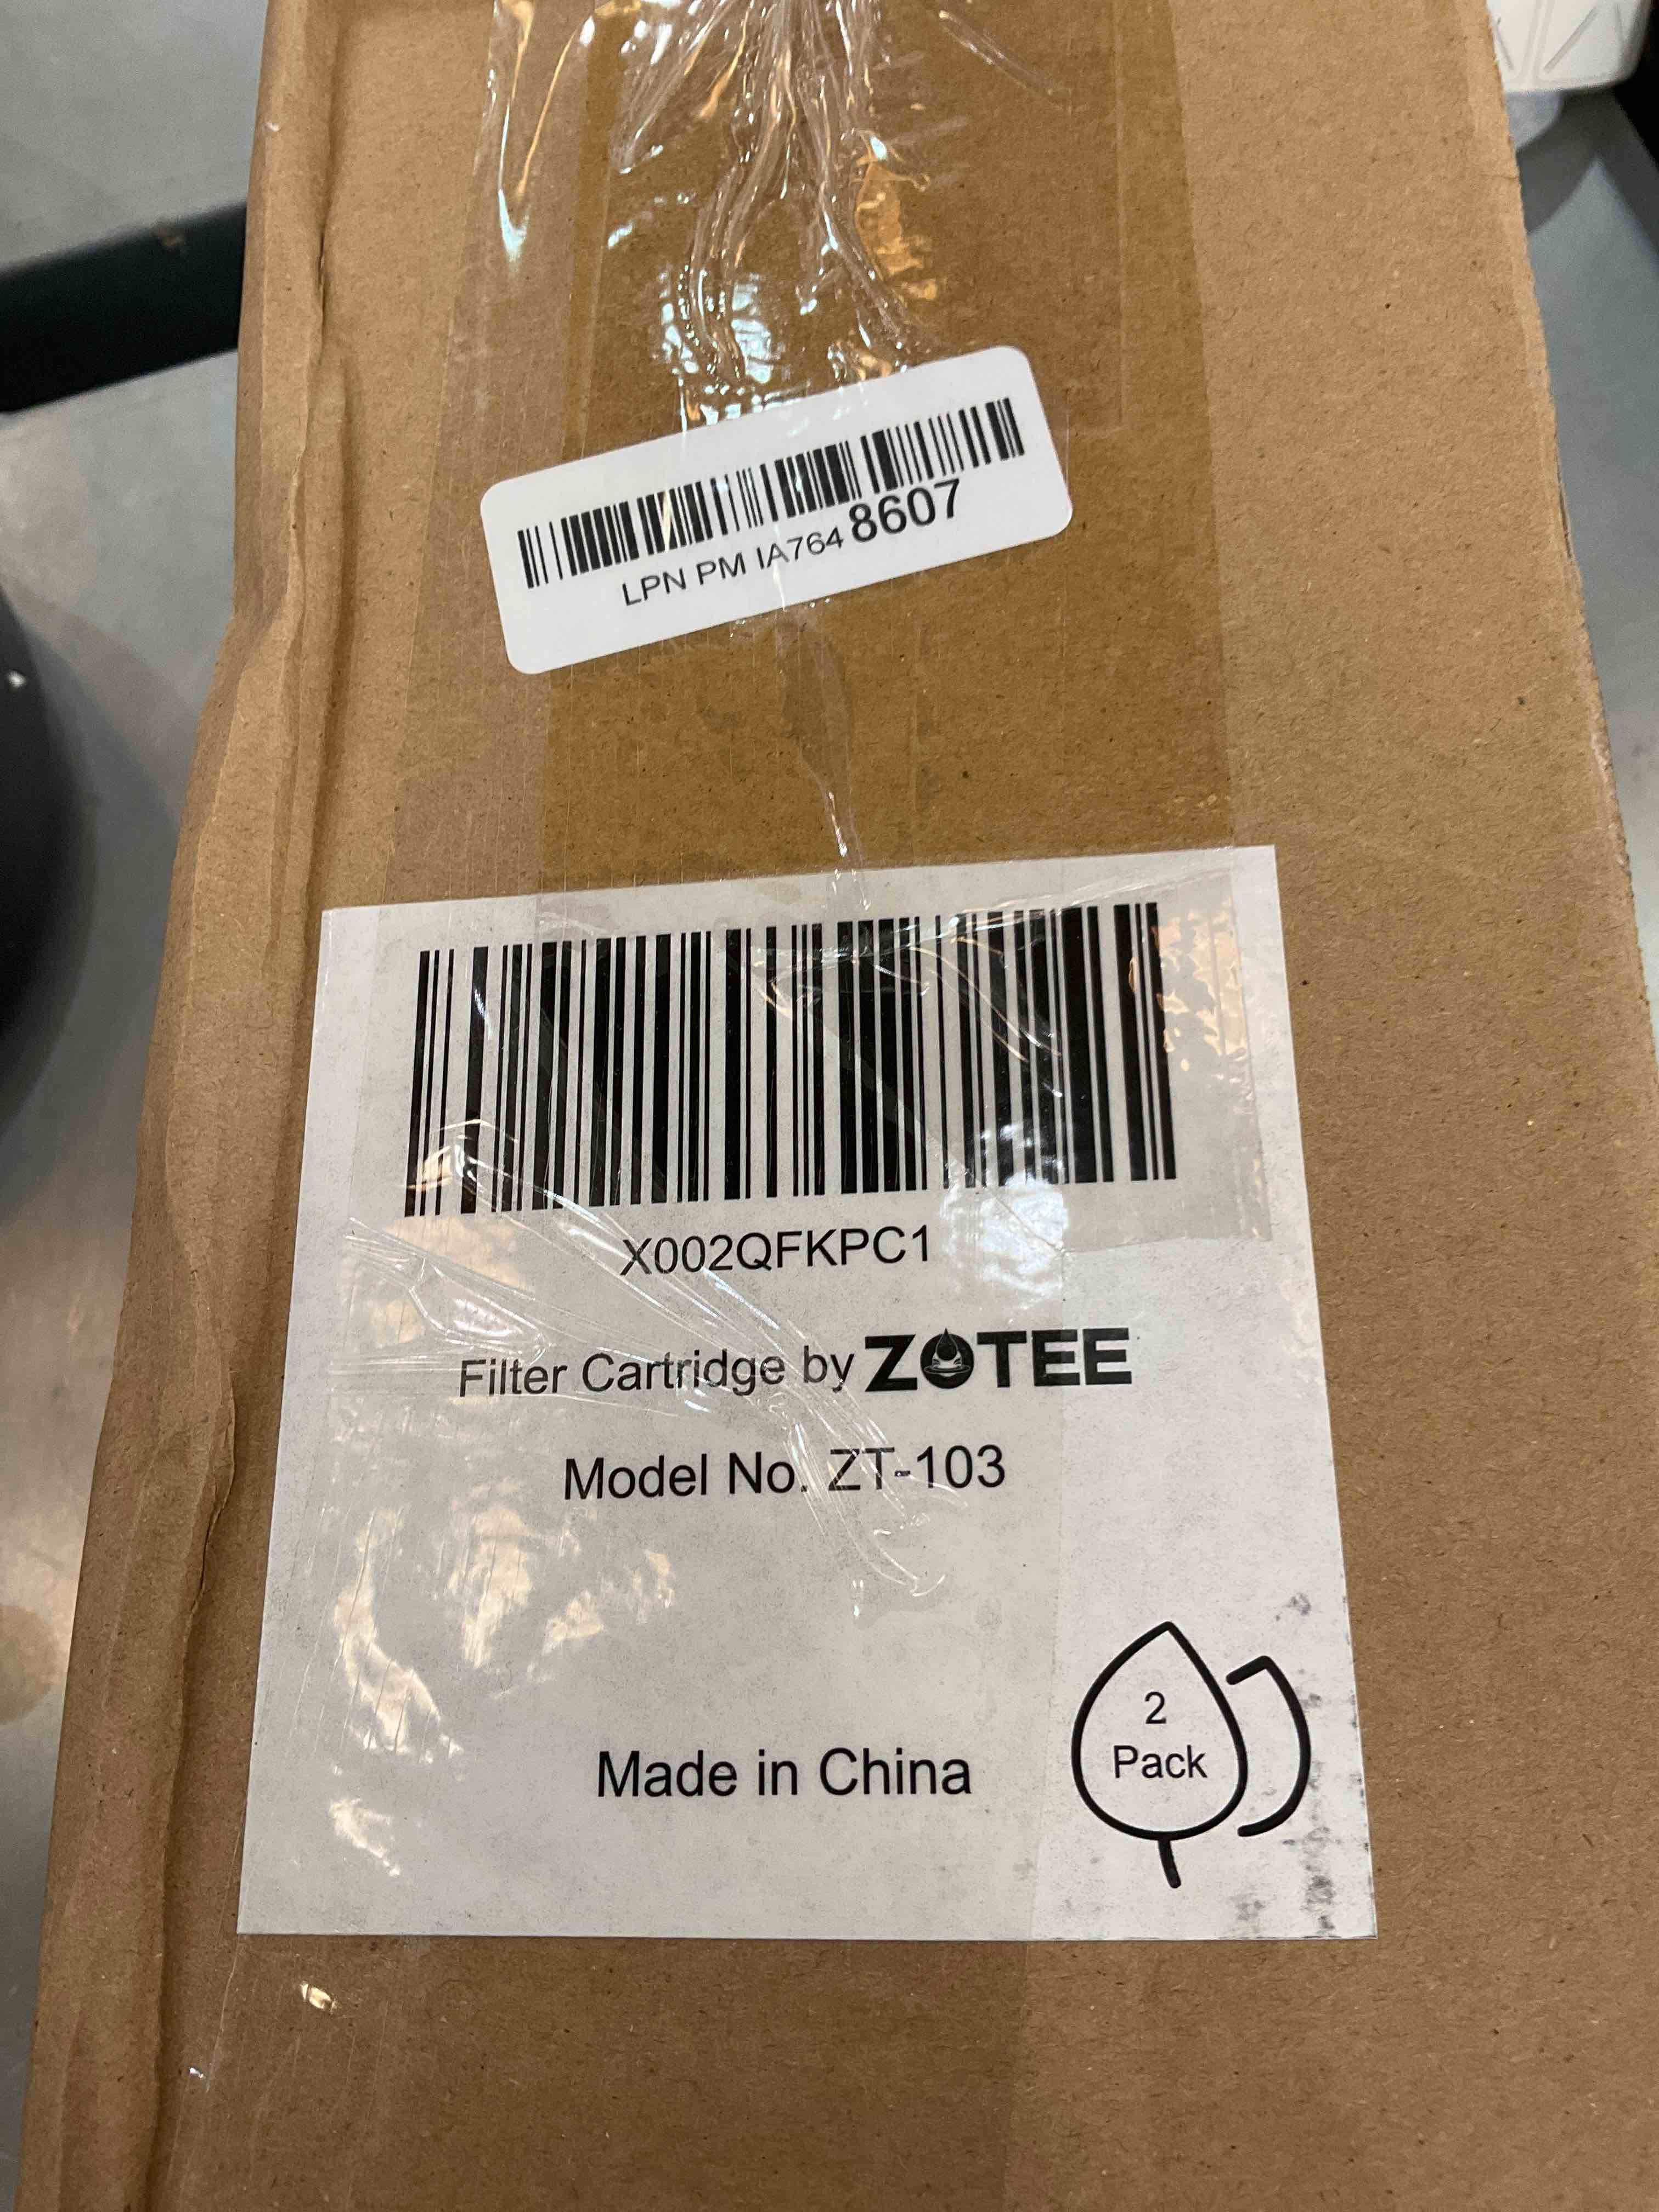 LPN PM IA764 8607
X002QFKPC1
Filter Cartridge by ZOTEE
Model No. ZT-103
2
Pack
Made in China